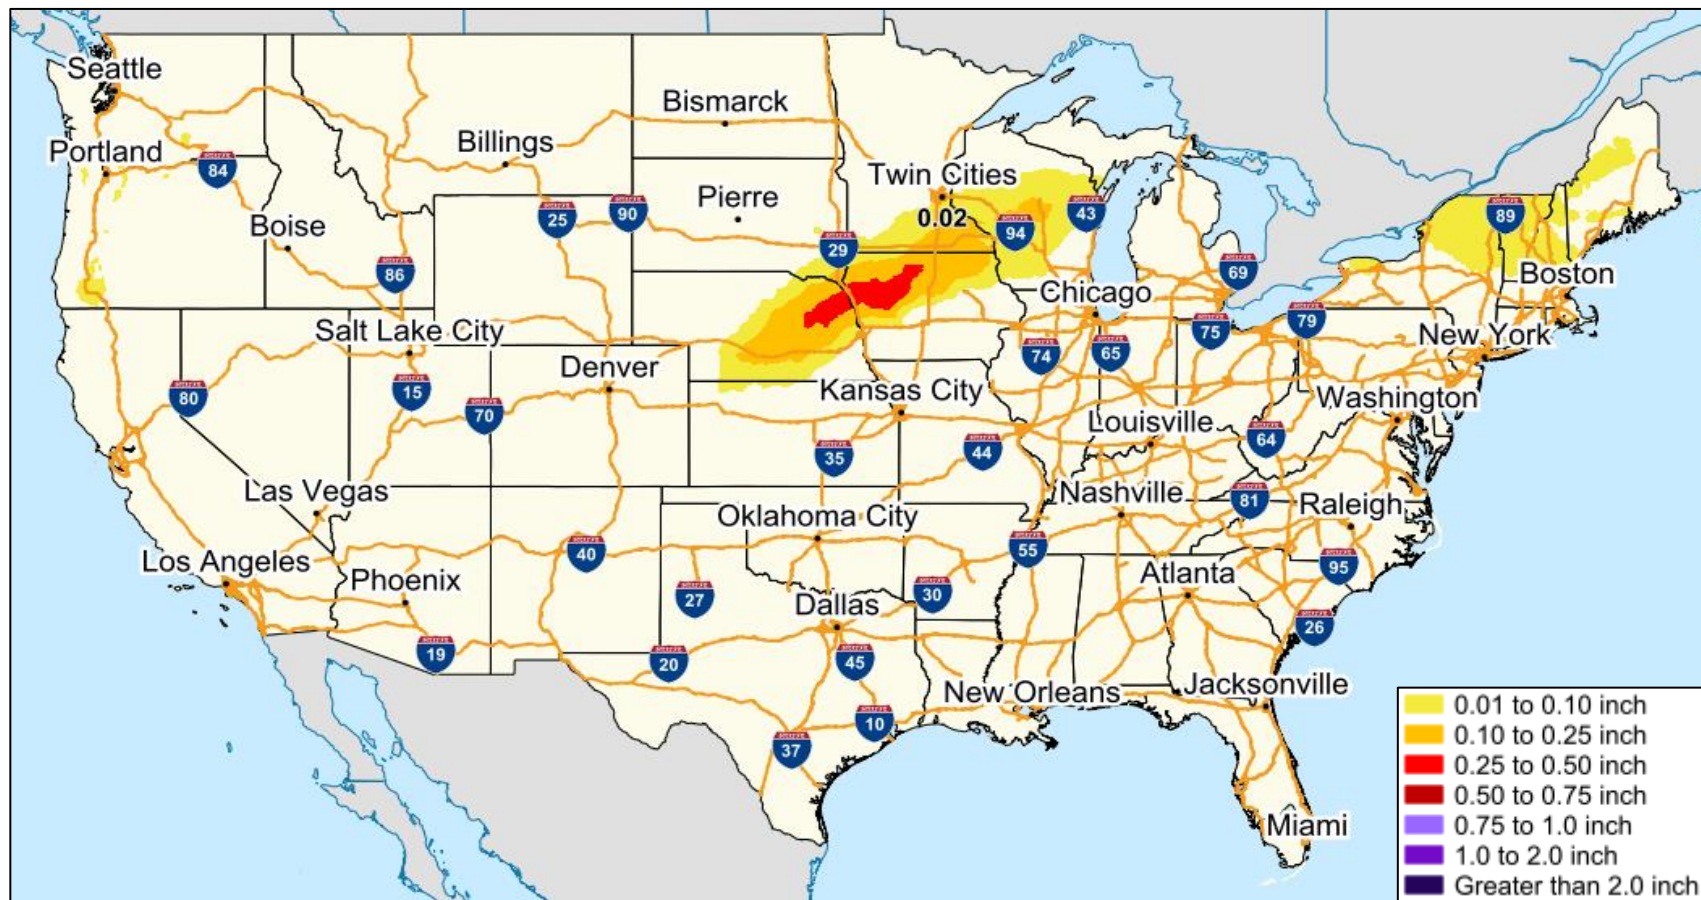 Seattle
Bismarck
Billings
Portland
84
Twin Cities
Pierre
25
90
0.02
43
89
Boise
94
29
86
69
Boston
Chicago
Salt Lake City
79
75
New York
Denver
74
65
15
80
Kansas City
Washington
70
Louisville
64
35
44
Las Vegas
Nashville
81
Raleigh
Oklahoma City
40
55
Los Angeles
Phoenix
95
Atlanta
27
30
Dallas
26
19
20
45
New Orleans
Jacksonville
10
37
Miami
0.01 to 0.10 inch
0.10 to 0.25 inch
0.25 to 0.50 inch
0.50 to 0.75 inch
0.75 to 1.0 inch
1.0 to 2.0 inch
Greater than 2.0 inch